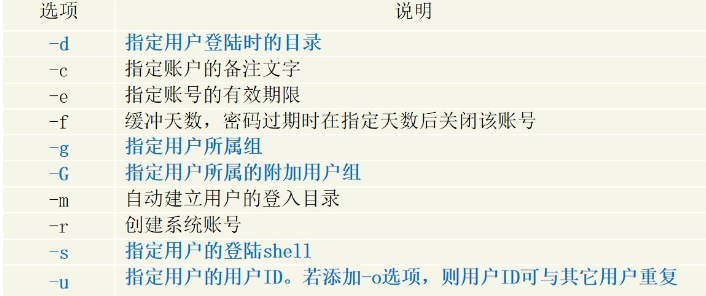 选项 说明
-d 指定用户登陆时的目录
-c 指定账户的备注文字
-e 指定账号的有效期限
-f 缓冲天数，密码过期时在指定天数后关闭该账号
-g 指定用户所属组
-G 指定用户所属的附加用户组
-m 自动建立用户的登入目录
-r 创建系统账号
-s 指定用户的登陆shell
-u 指定用户的用户ID。若添加-o选项，则用户ID可与其它用户重复